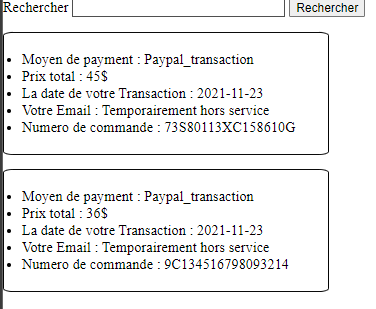 Rechercher Rechercher
Moyen de payment : Paypal_transaction
Prix total : 45$
La date de votre Transaction : 2021-11-23
Votre Email : Temporairement hors service
Numero de commande : 73S80113XC158610G
Moyen de payment : Paypal_transaction
Prix total : 36$
La date de votre Transaction : 2021-11-23
Votre Email : Temporairement hors service
Numero de commande : 9C134516798093214